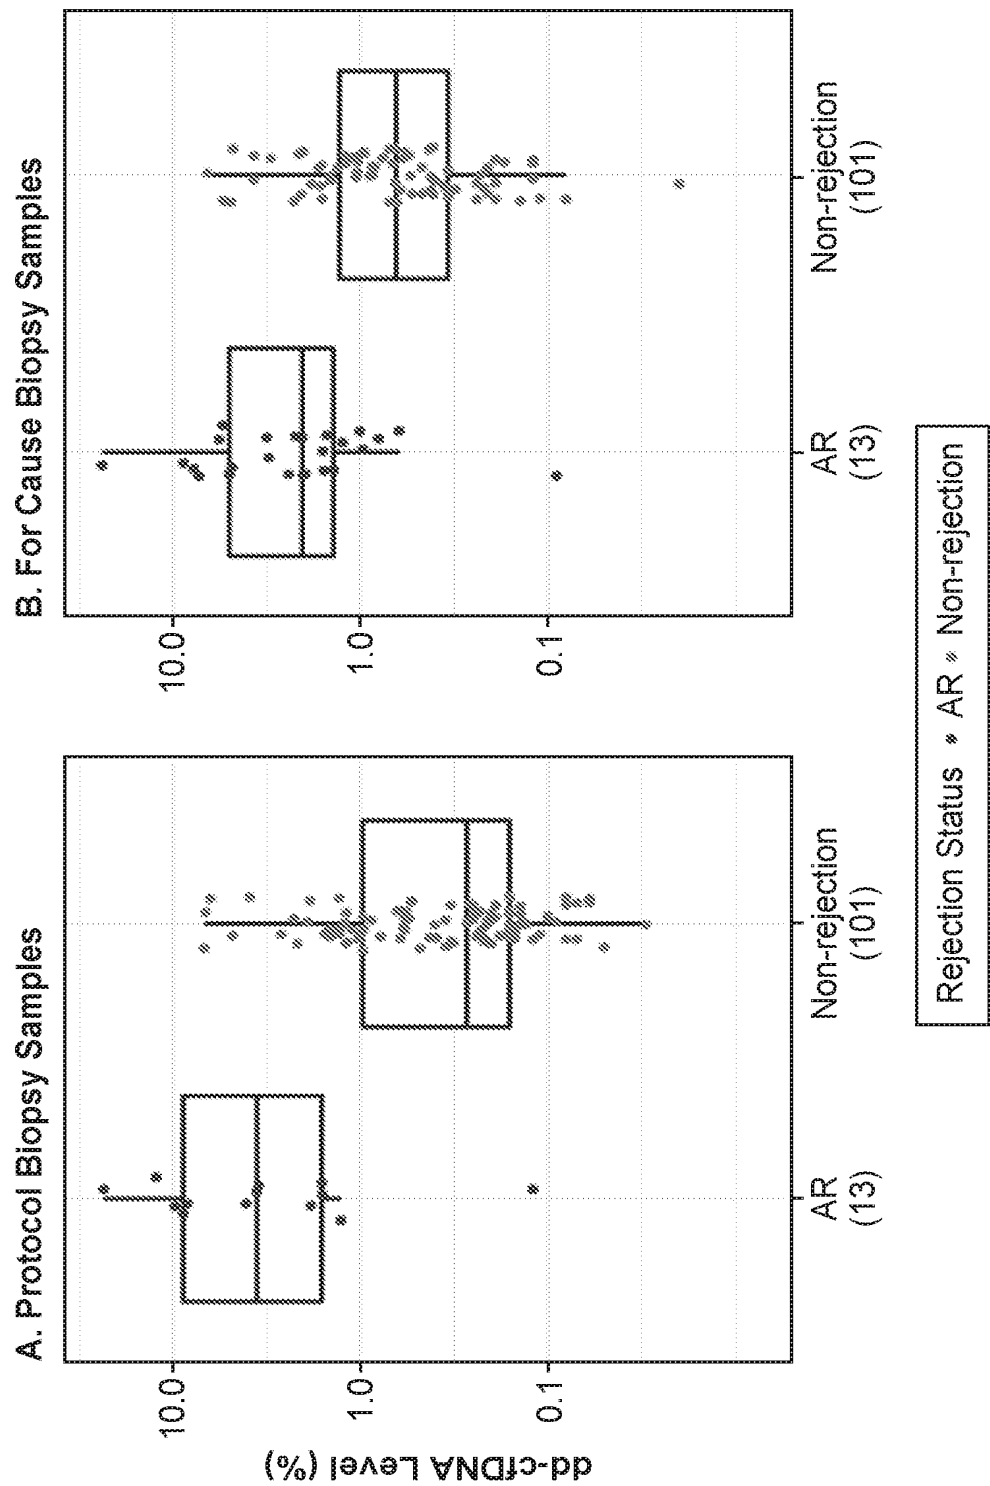 A. Protocol Biopsy Samples
dd-cfDNA Level (%)
10.0
1.0
0.1
AR
(13)
Non-rejection
(101)
B. For Cause Biopsy Samples
10.0
1.0
0.1
AR
(13)
Non-rejection
(101)
Rejection Status AR Non-rejection